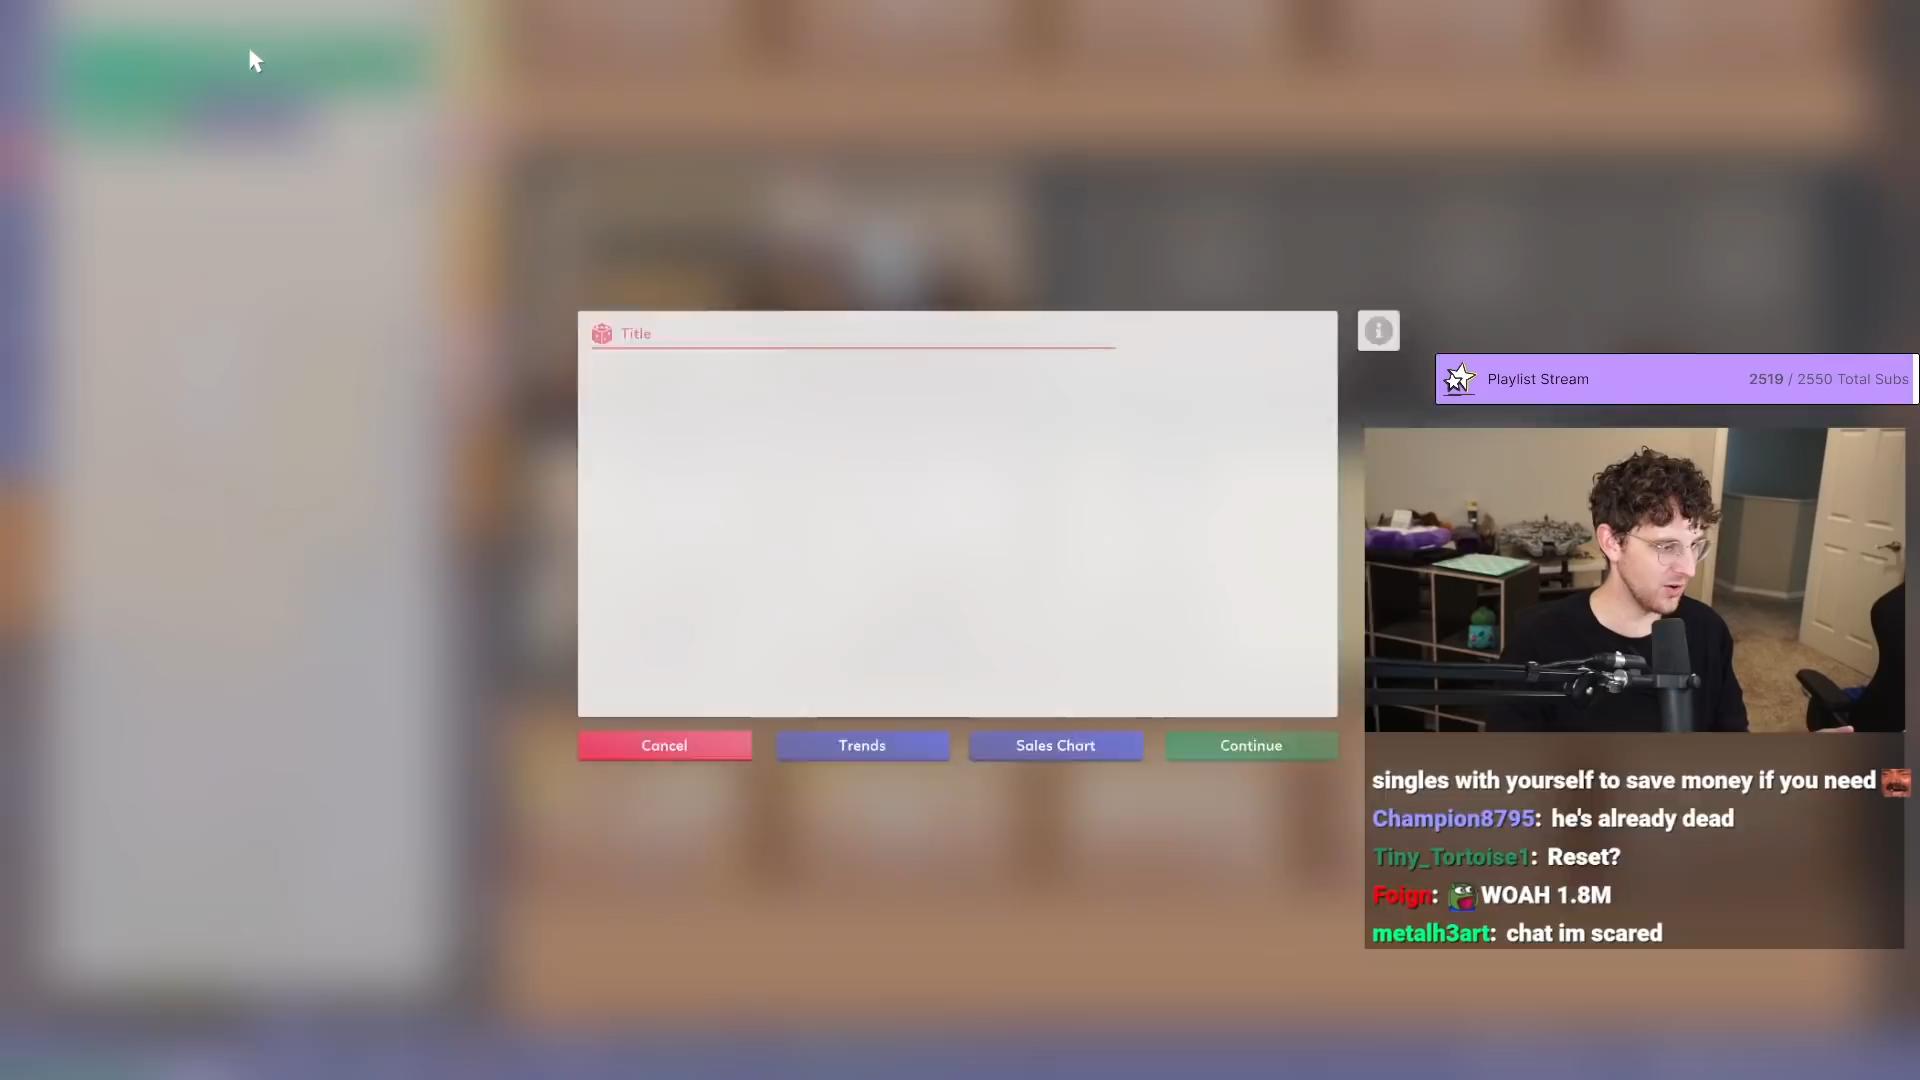 Title
Cancel
Trends
Sales Chart
Continue
Playlist Stream
2519 / 2550 Total Subs
singles with yourself to save money if you need
Champion8795: he's already dead
Tiny_Tortoise1: Reset?
Foign: WOAH 1.8M
metalh3art: chat im scared